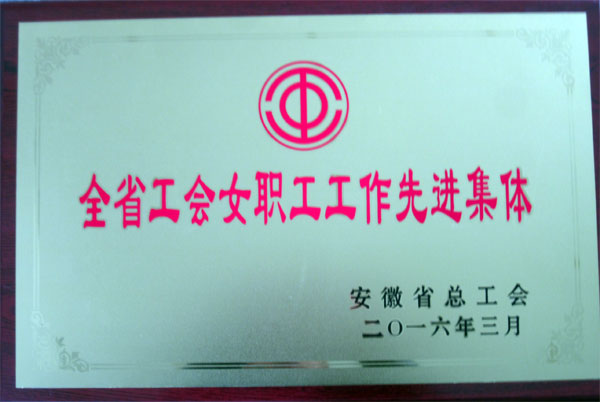 全省工会女职工工作先进集体
安徽省总工会
二〇一六年三月